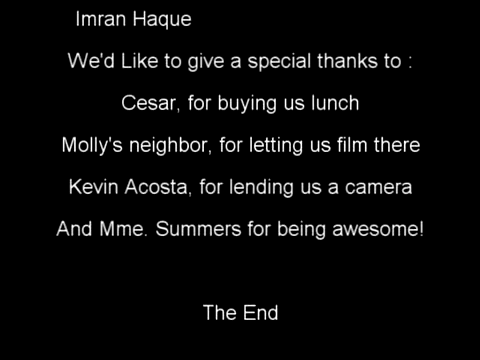 Imran Haque
We'd Like to give a special thanks to :
Cesar, for buying us lunch
Molly's neighbor, for letting us film there
Kevin Acosta, for lending us a camera
And Mme. Summers for being awesome!
The End